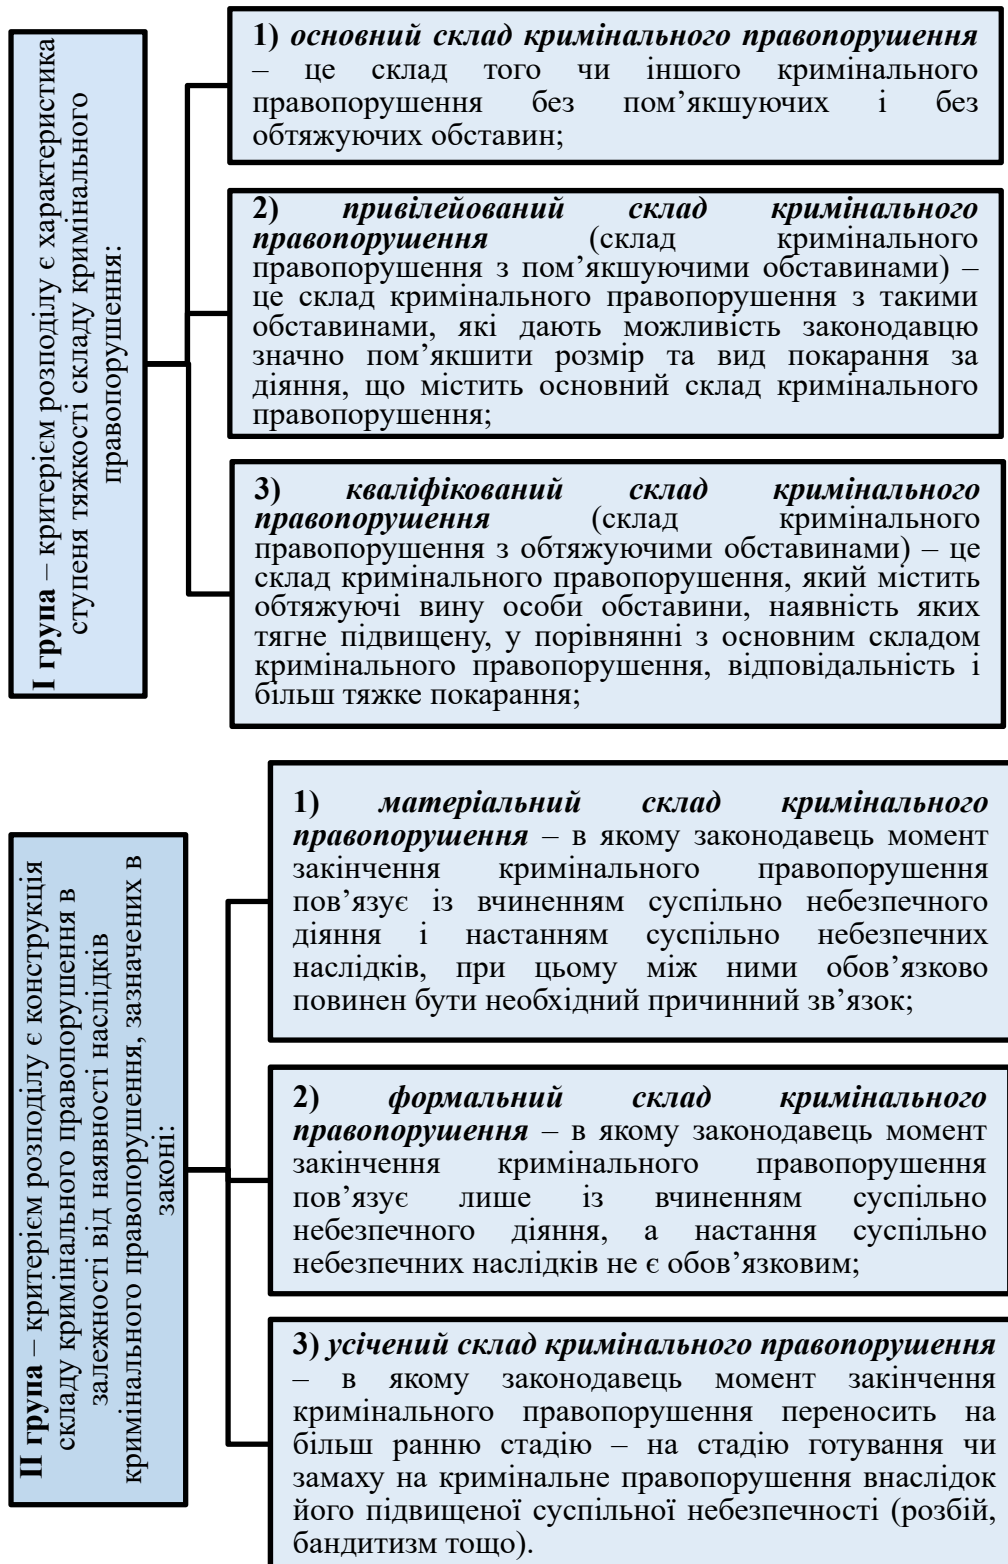 І група – критерієм розподілу є характеристика
ступеня тяжкості складу кримінального
правопорушення:
1) основний склад кримінального правопорушення
– це склад того чи іншого кримінального
правопорушення без пом’якшуючих і без
обтяжуючих обставин;
2) привілейований склад кримінального
правопорушення (склад кримінального
правопорушення з пом’якшуючими обставинами) –
це склад кримінального правопорушення з такими
обставинами, які дають можливість законодавцю
значно пом’якшити розмір та вид покарання за
діяння, що містить основний склад кримінального
правопорушення;
3) кваліфікований склад кримінального
правопорушення (склад кримінального
правопорушення з обтяжуючими обставинами) – це
склад кримінального правопорушення, який містить
обтяжуючі вину особи обставини, наявність яких
тягне підвищену, у порівнянні з основним складом
кримінального правопорушення, відповідальність і
більш тяжке покарання;
ІІ група – критерієм розподілу є конструкція
складу кримінального правопорушення в
залежності від наявності наслідків
кримінального правопорушення, зазначених в
законі:
1) матеріальний склад кримінального
правопорушення – в якому законодавець момент
закінчення кримінального правопорушення
пов’язує із вчиненням суспільно небезпечного
діяння і настанням суспільно небезпечних
наслідків, при цьому між ними обов’язково
повинен бути необхідний причинний зв’язок;
2) формальний склад кримінального
правопорушення – в якому законодавець момент
закінчення кримінального правопорушення
пов’язує лише із вчиненням суспільно
небезпечного діяння, а настання суспільно
небезпечних наслідків не є обов’язковим;
3) усічений склад кримінального правопорушення
– в якому законодавець момент закінчення
кримінального правопорушення переносить на
більш ранню стадію – на стадію готування чи
замаху на кримінальне правопорушення внаслідок
його підвищеної суспільної небезпечності (розбій,
бандитизм тощо).